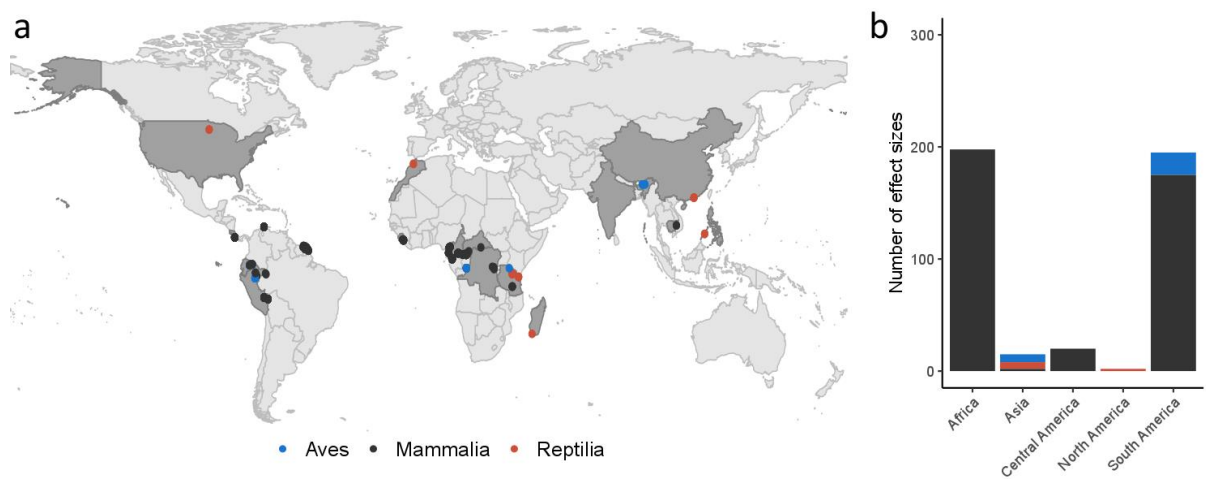 a
Aves Mammalia Reptilia
b
Number of effect sizes
300
200
100
0
Africa
Asia
Central America
North America
South America